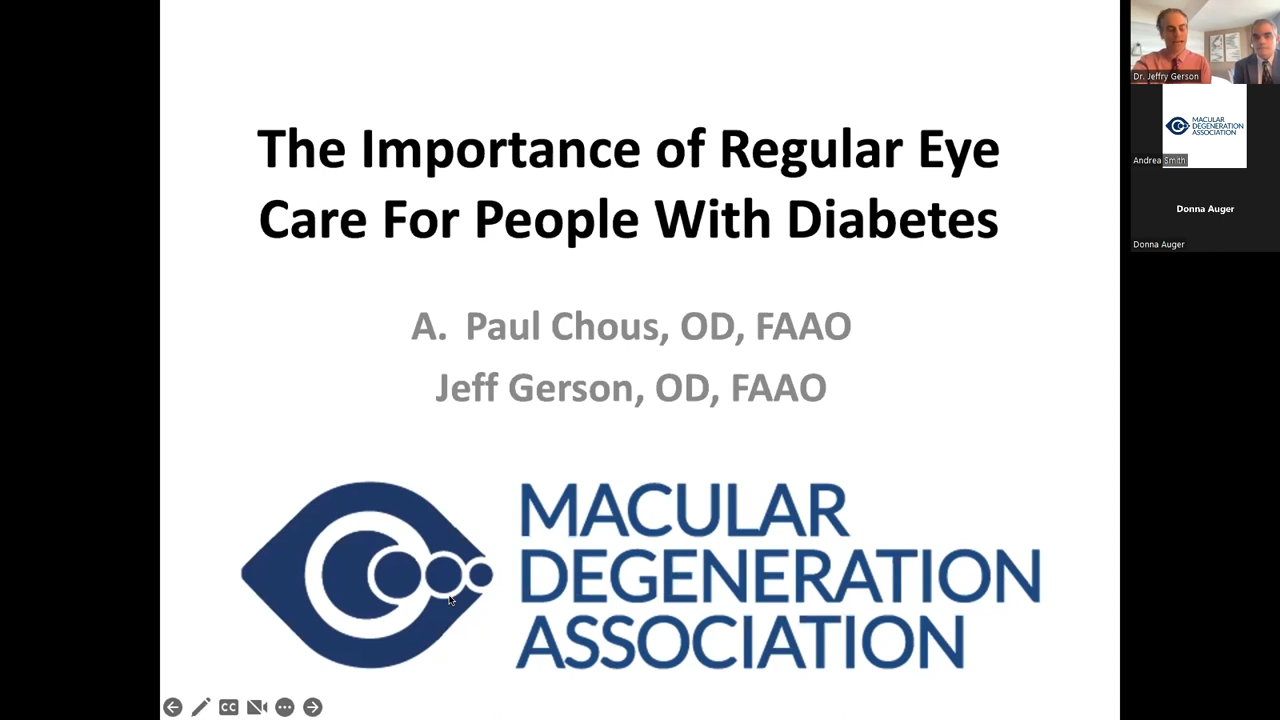 The Importance of Regular Eye
Care For People With Diabetes
A. Paul Chous, OD, FAAO
Jeff Gerson, OD, FAAO
MACULAR
DEGENERATION
ASSOCIATION
CC
Dr. Jeffry Gerson
MACULAR
DEGENERATION
ASSOCIATION
Andrea Smith
Donna Auger
Donna Auger